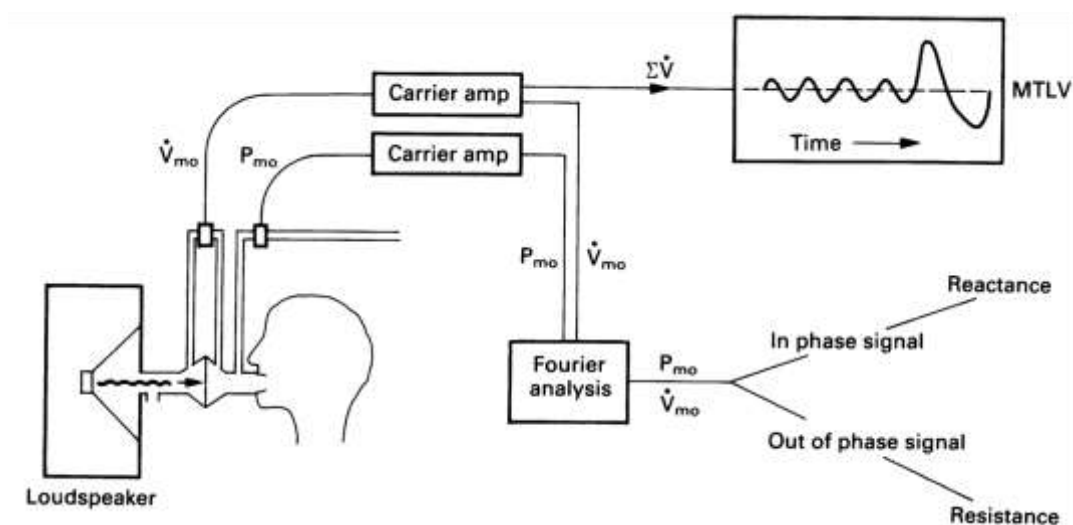 Carrier amp
ΣV̇
MTLV
Time
V̇mo
Pmo
Carrier amp
Pmo
V̇mo
Reactance
In phase signal
Fourier
analysis
Pmo
V̇mo
Out of phase signal
Loudspeaker
Resistance